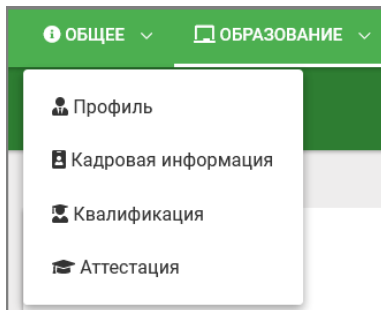 ОБЩЕЕ ОБРАЗОВАНИЕ
Профиль
Кадровая информация
Квалификация
Аттестация